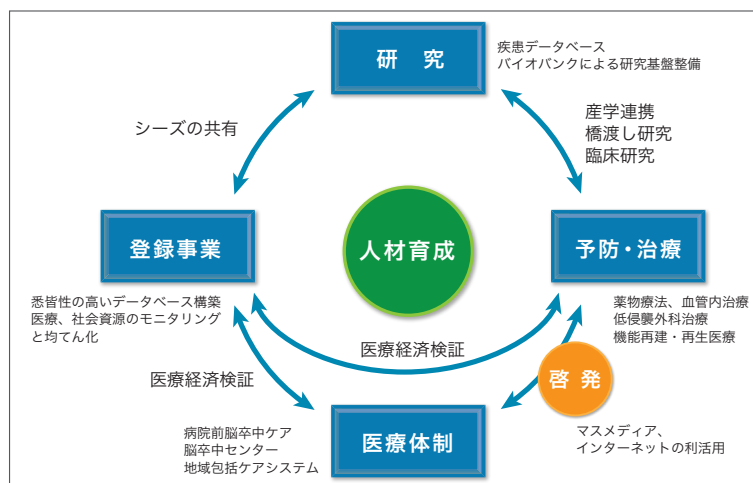 研 究
疾患データベース
バイオバンクによる研究基盤整備
シーズの共有
産学連携
橋渡し研究
臨床研究
登録事業
人材育成
予防・治療
悉皆性の高いデータベース構築
医療、社会資源のモニタリング
と均てん化
薬物療法、血管内治療
低侵襲外科治療
機能再建・再生医療
医療経済検証
医療経済検証
啓 発
病院前脳卒中ケア
脳卒中センター
地域包括ケアシステム
医療体制
マスメディア、
インターネットの利活用